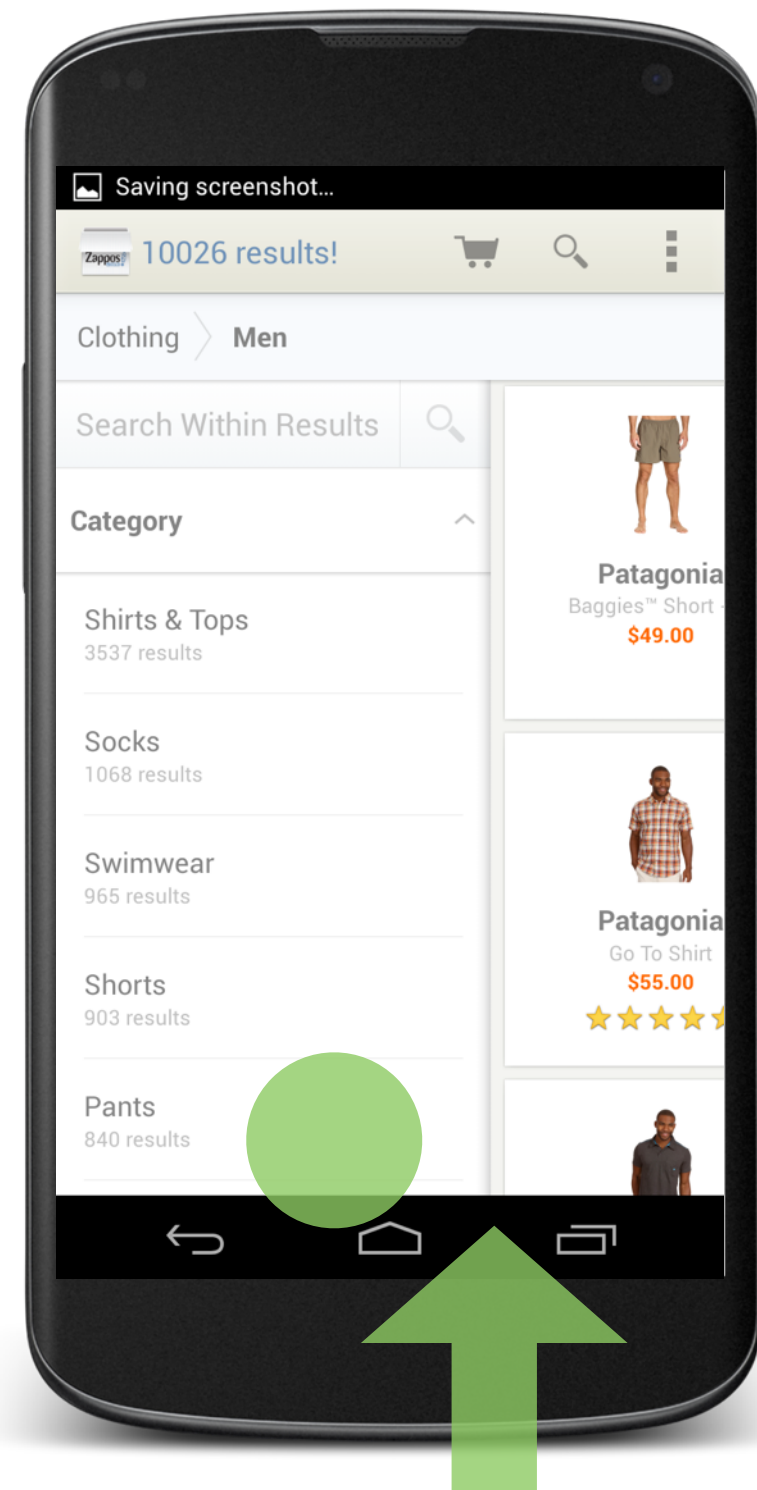 Saving screenshot...
Zappos
10026 results!
Clothing
Men
Search Within Results
Category
Shirts & Tops
3537 results
Socks
1068 results
Swimwear
965 results
Shorts
903 results
Pants
840 results
Patagonia
Baggies™ Short -
$49.00
Patagonia
Go To Shirt
$55.00